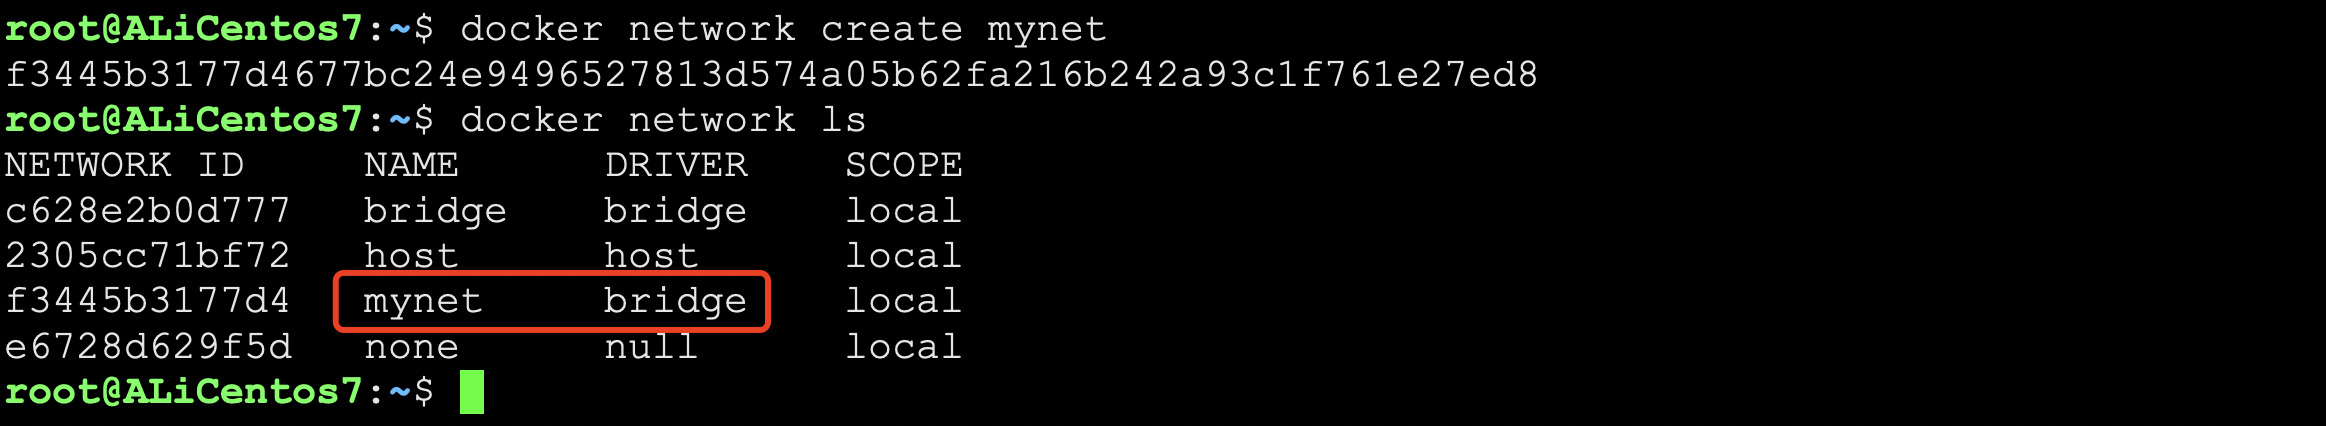 root@ALiCentos7:~$ docker network create mynet
f3445b3177d4677bc24e9496527813d574a05b62fa216b242a93c1f761e27ed8
root@ALiCentos7:~$ docker network ls
NETWORK ID     NAME      DRIVER    SCOPE
c628e2b0d777   bridge    bridge    local
2305cc71bf72   host      host      local
f3445b3177d4   mynet     bridge    local
e6728d629f5d   none      null      local
root@ALiCentos7:~$